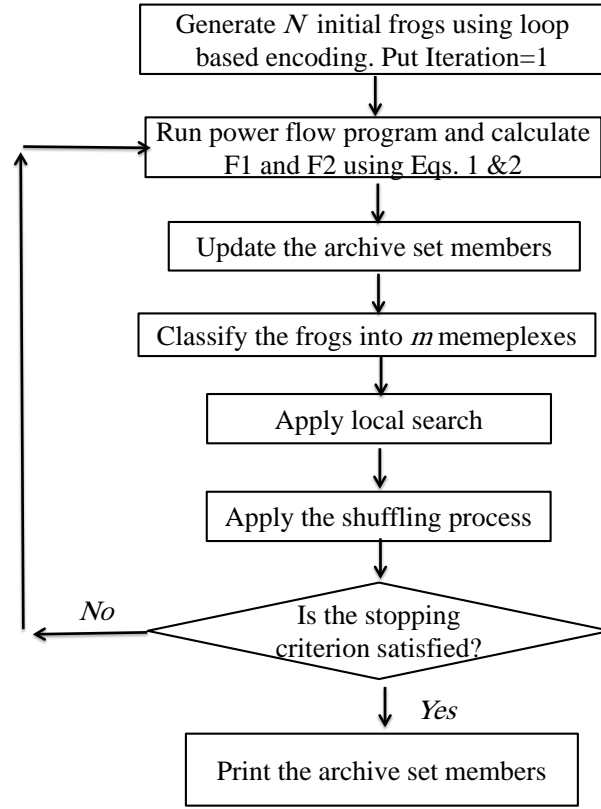 Generate N initial frogs using loop
based encoding. Put Iteration=1
Run power flow program and calculate
F1 and F2 using Eqs. 1 &2
Update the archive set members
Classify the frogs into m memeplexes
Apply local search
Apply the shuffling process
No
Is the stopping
criterion satisfied?
Yes
Print the archive set members